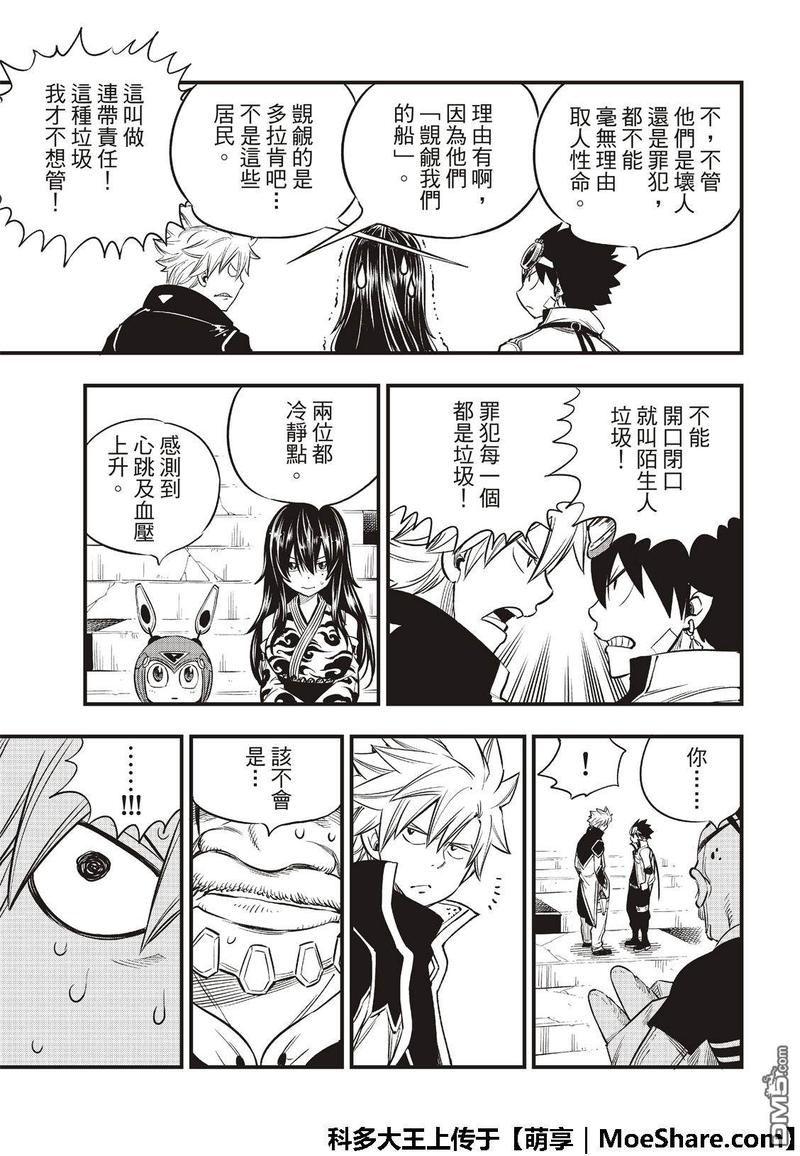 不，不管
他們是壞人
還是罪犯，
都不能
毫無理由
取人性命。
理由有啊，
因為他們
「覬覦我們
的船」。
覬覦的是
多拉肯吧…
不是這些
居民。
這叫做
連帶責任！
這種垃圾
我才不想管！
不能
開口閉口
就叫陌生人
垃圾！
罪犯每一個
都是垃圾！
兩位都
冷靜點。
感測到
心跳及血壓
上升。
你……
！
該不會
是…
……
!!!
DM5.com
科多大王上传于【萌享｜MoeShare.com】